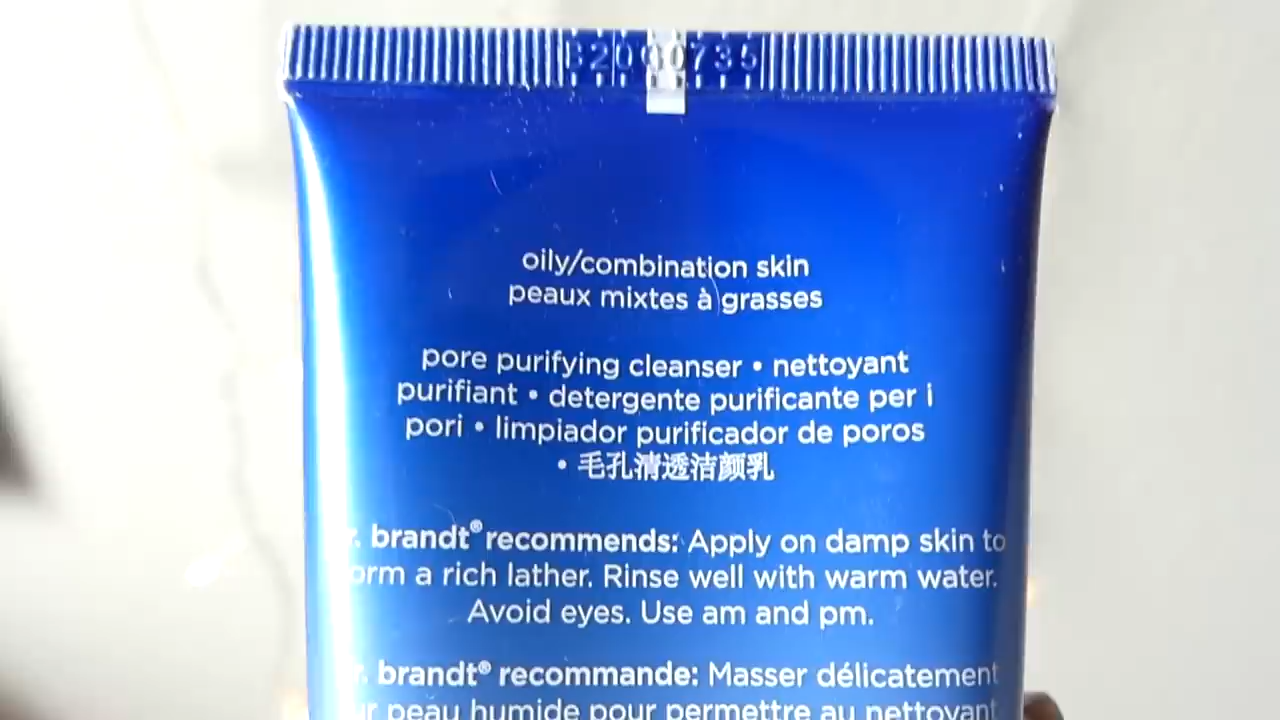 oily/combination skin
peaux mixtes à grasses
pore purifying cleanser • nettoyant
purifiant • detergente purificante per i
pori • limpiador purificador de poros
• 毛孔清透洁颜乳
brandt® recommends: Apply on damp skin to
a rich lather. Rinse well with warm water.
Avoid eyes. Use am and pm.
brandt® recommande: Masser délicatement
peau humide pour permettre au nettoyant